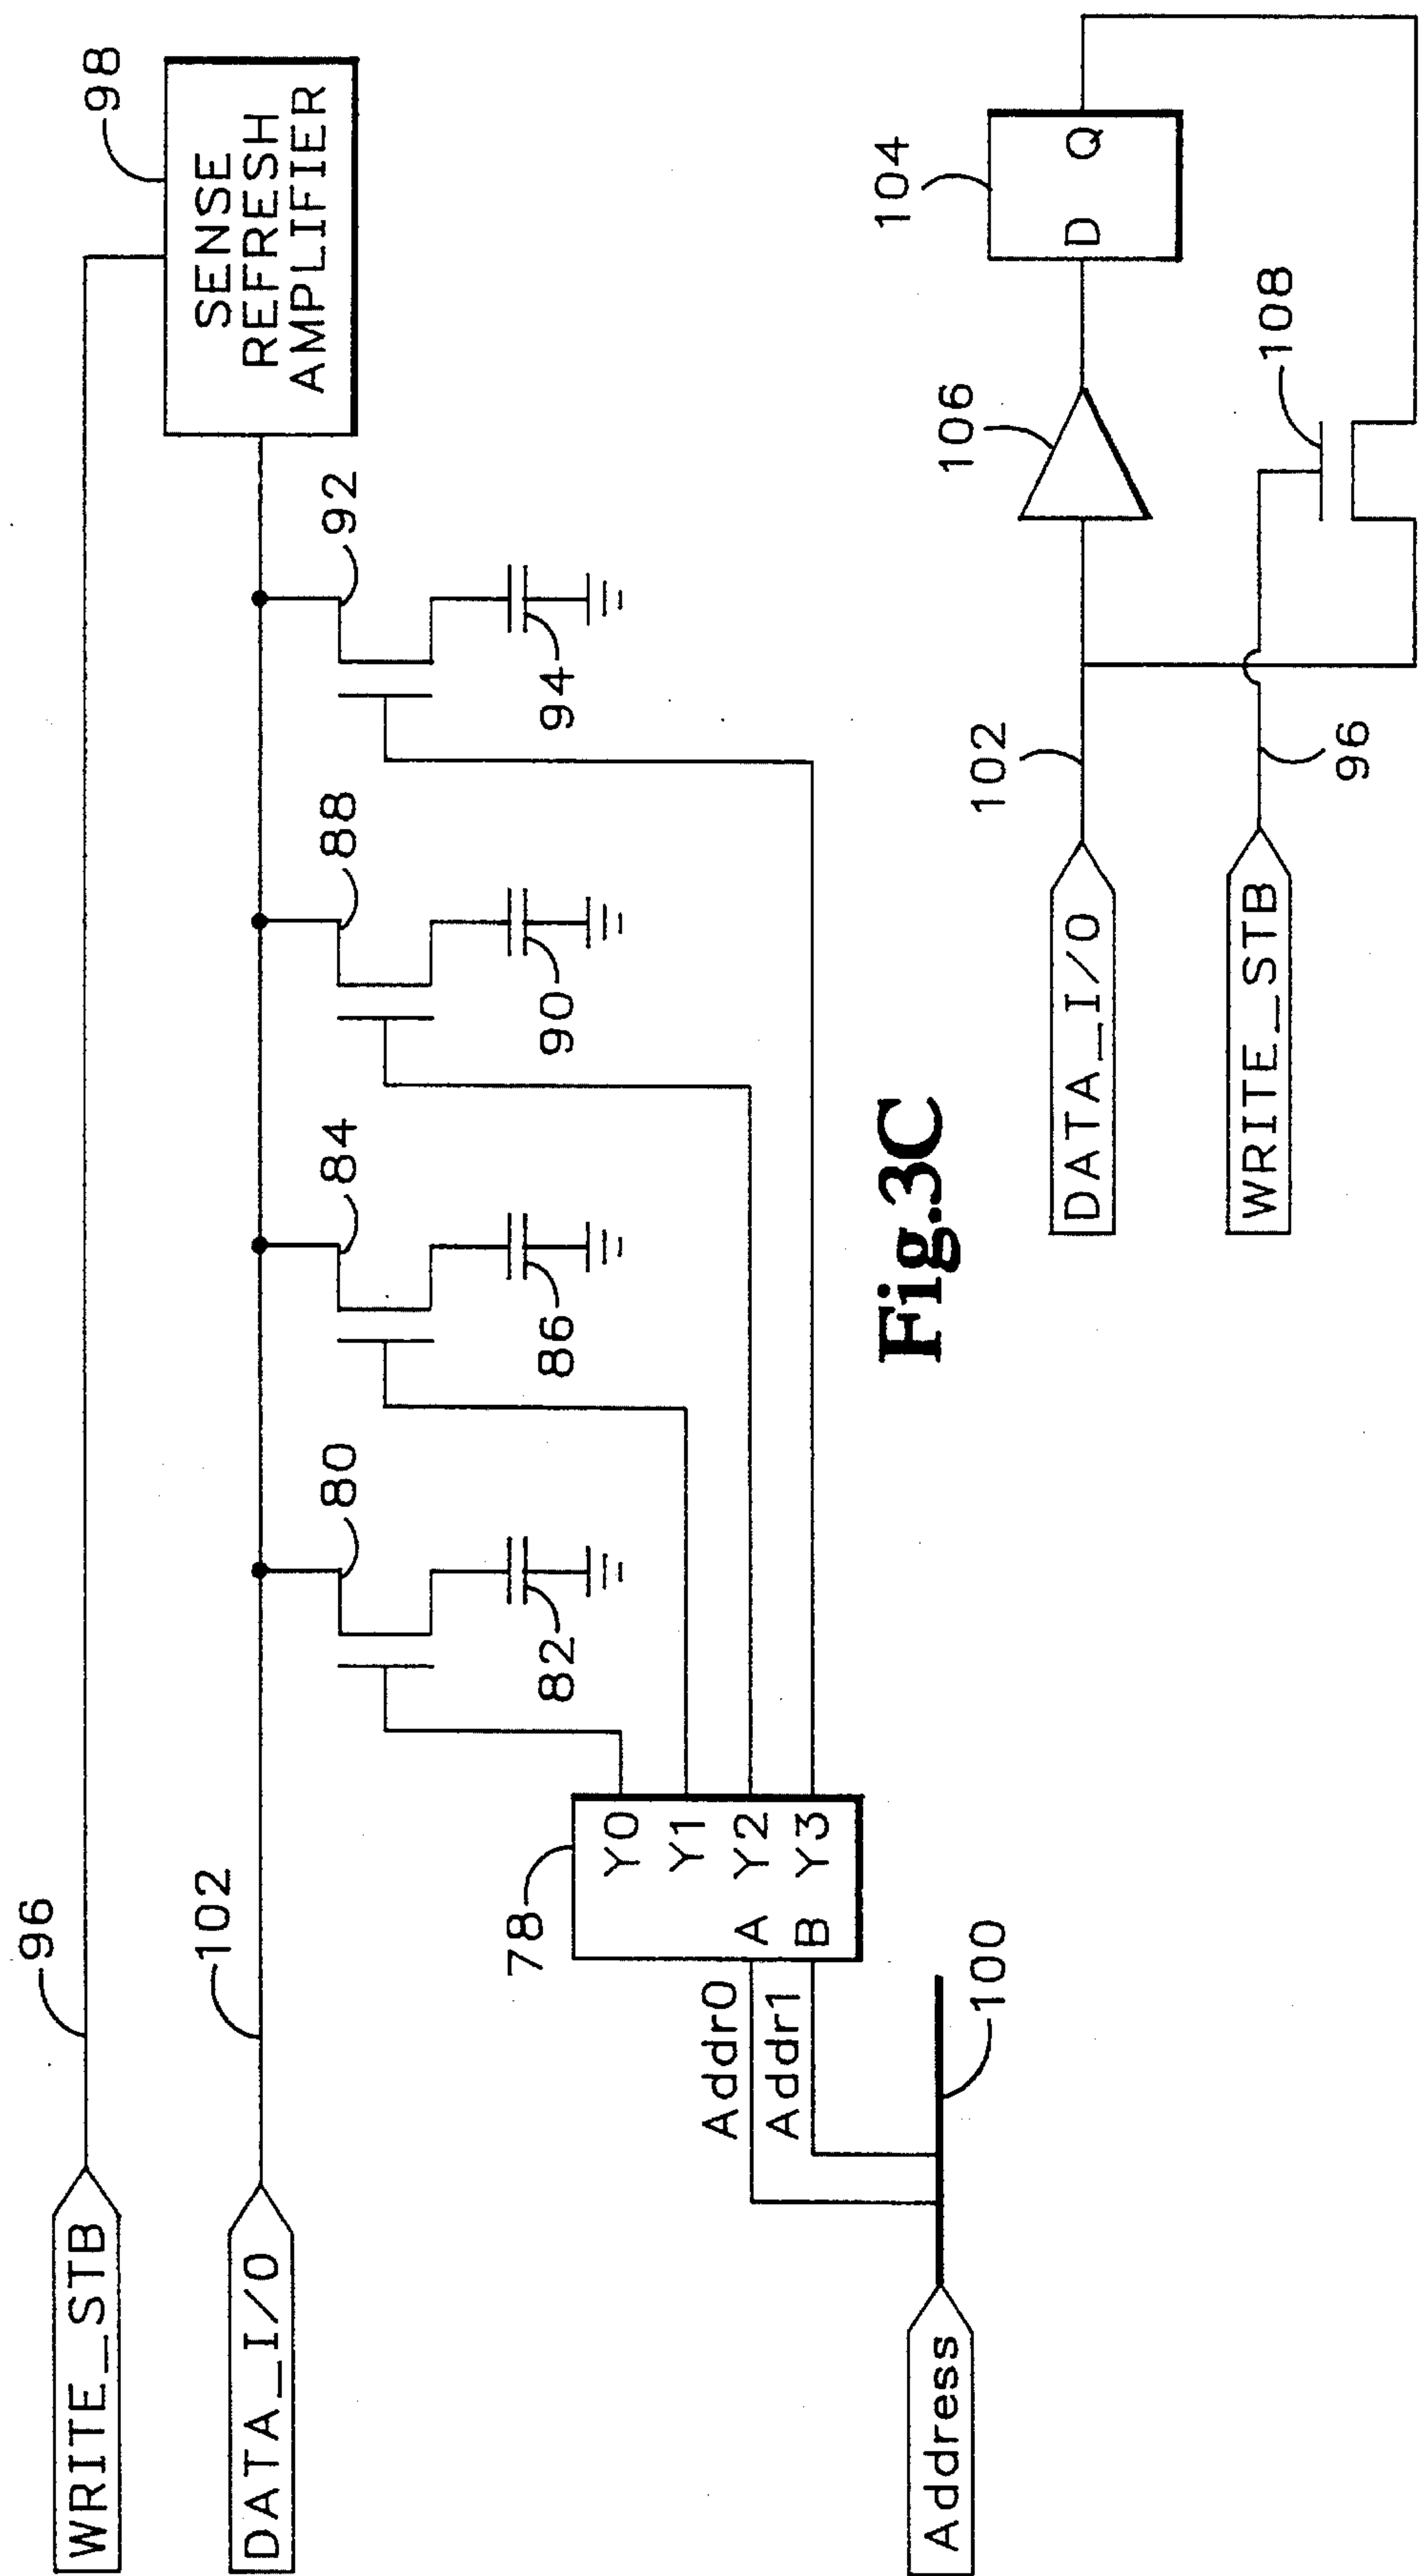 96
WRITE_STB
98
SENSE
REFRESH
AMPLIFIER
102
DATA_I/O
80
84
88
92
82
86
90
94
78
Y0
Y1
A Y2
B Y3
Addr0
Addr1
Address
100
Fig.3C
104
D Q
106
102
DATA_I/O
108
WRITE_STB
96